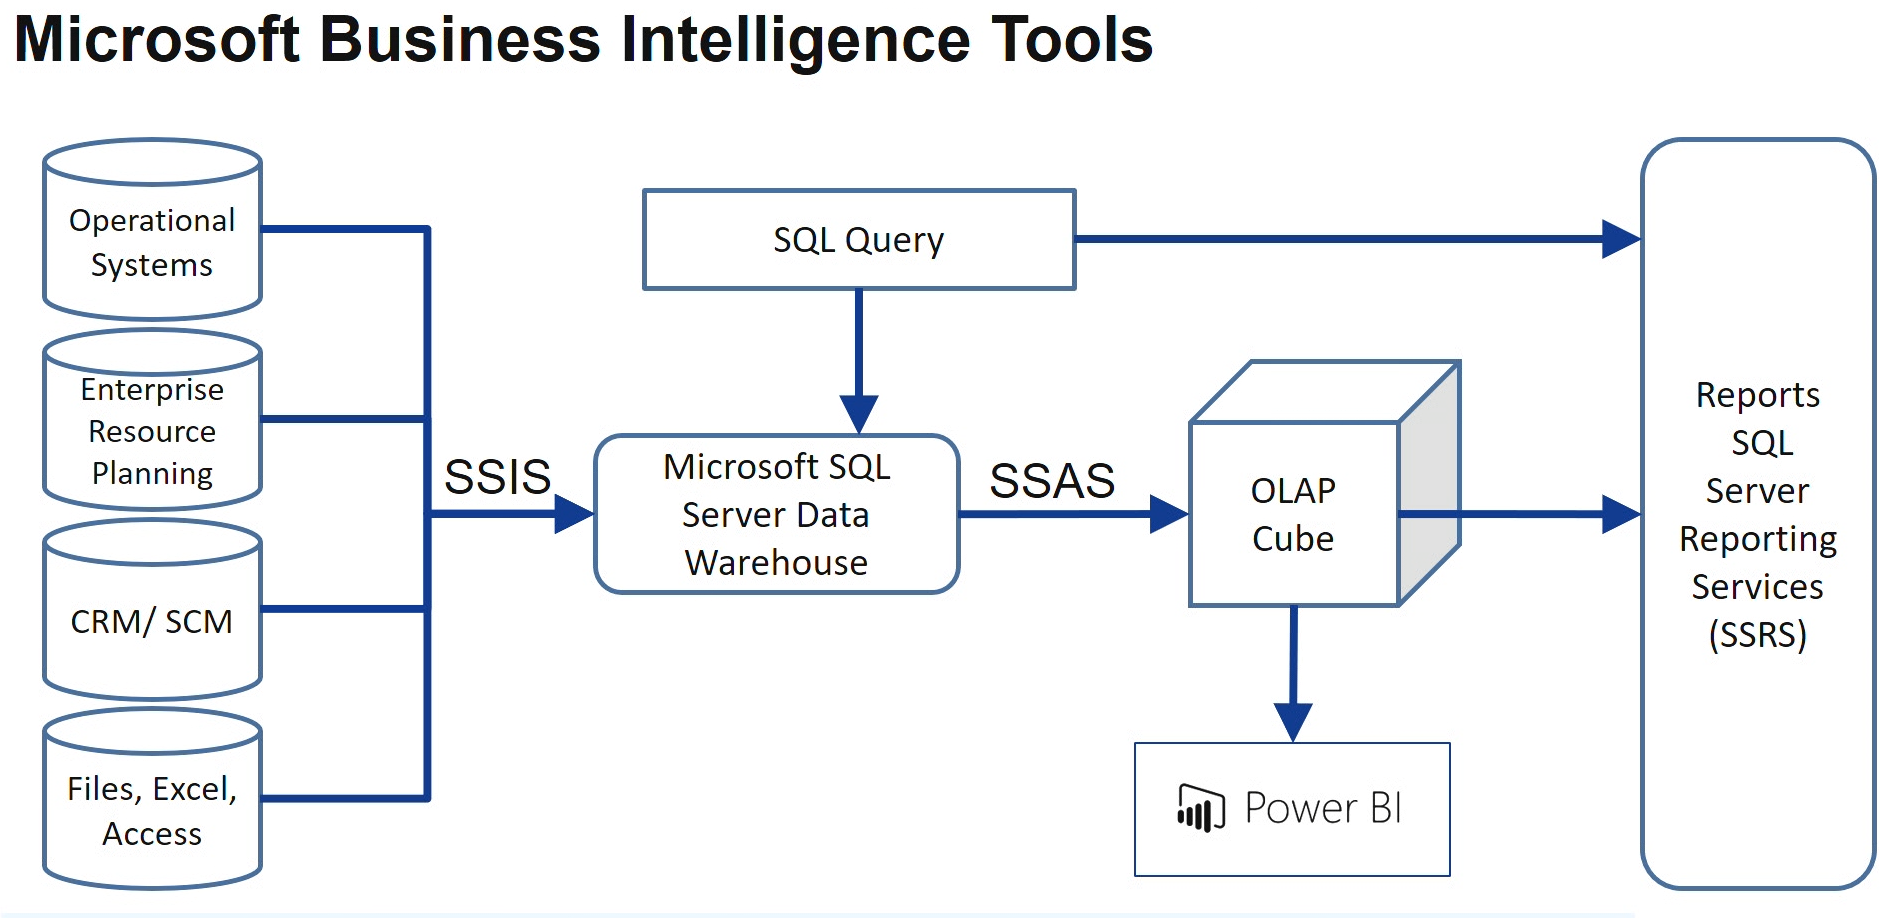 Microsoft Business Intelligence Tools
Operational
Systems
Enterprise
Resource
Planning
CRM/ SCM
Files, Excel,
Access
SSIS
SQL Query
Microsoft SQL
Server Data
Warehouse
SSAS
OLAP
Cube
Power BI
Reports
SQL
Server
Reporting
Services
(SSRS)